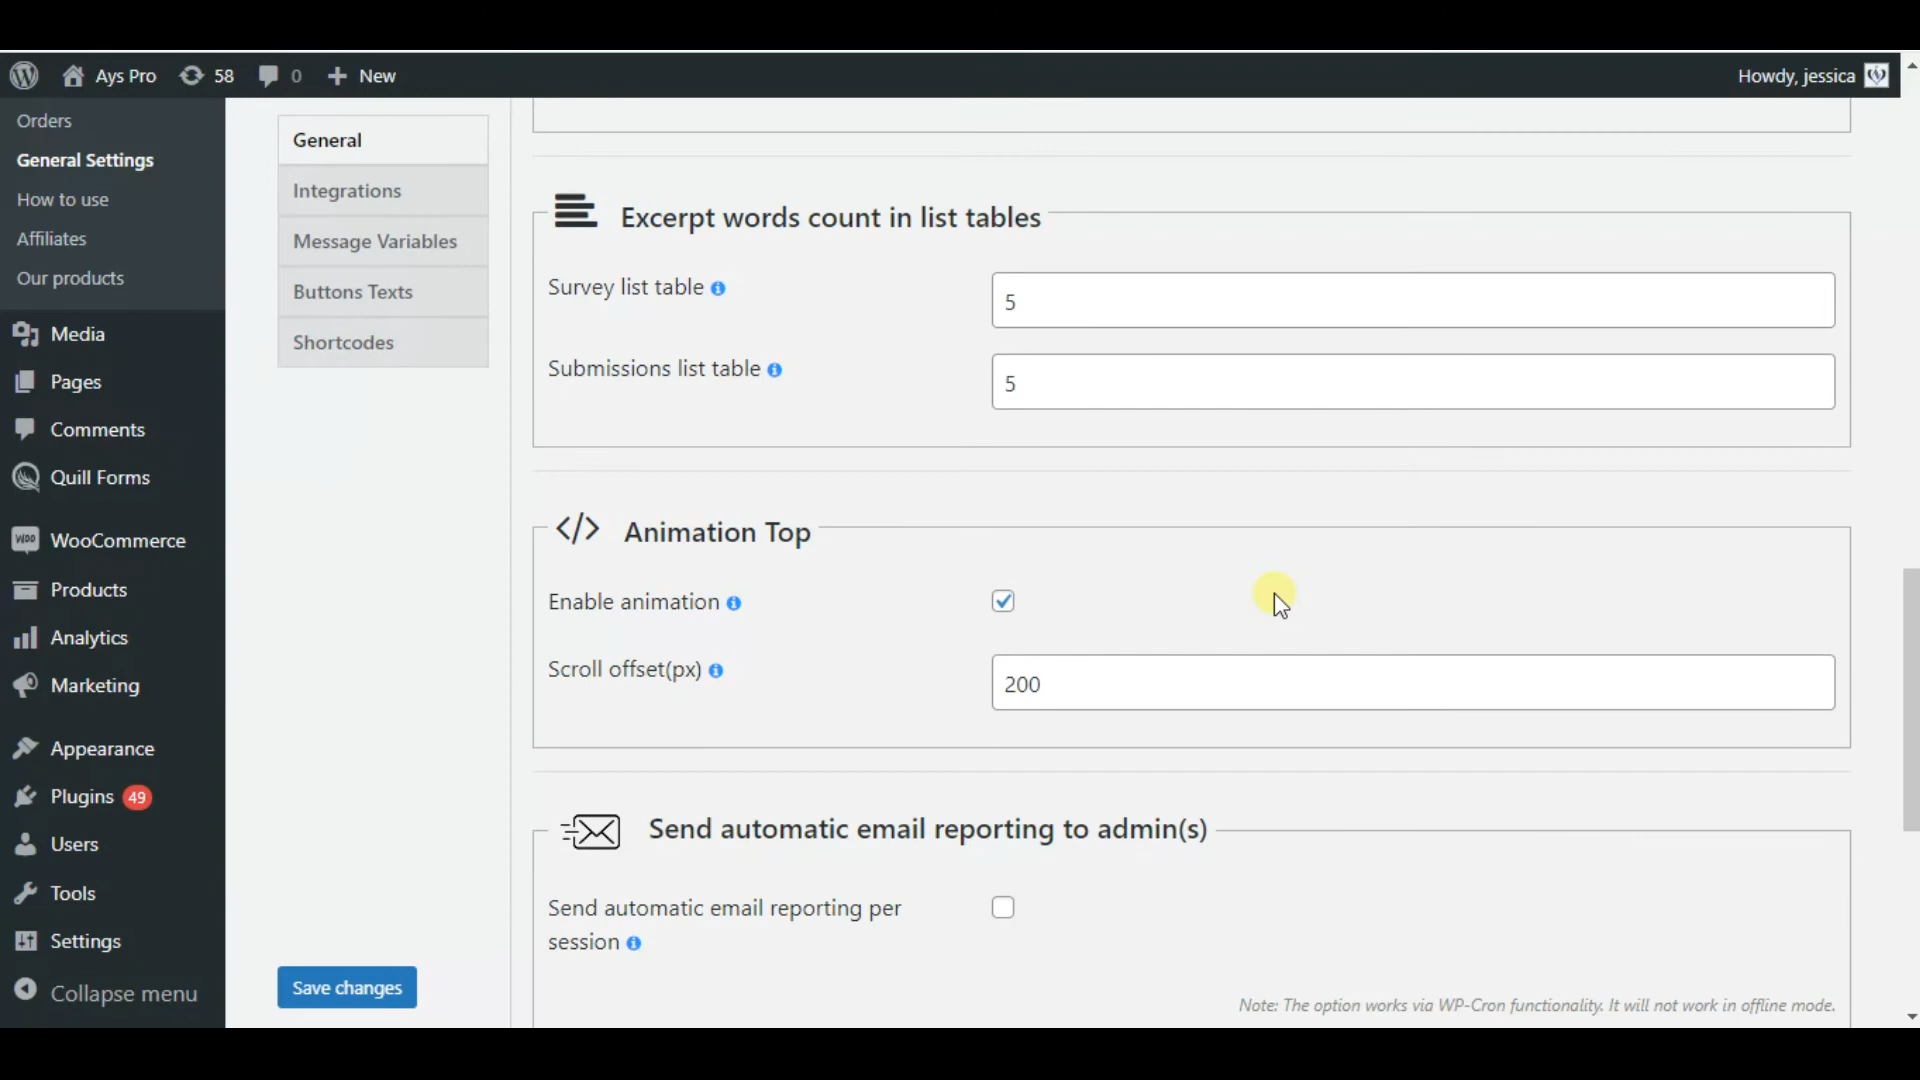 Ays Pro 58 0 New Howdy, jessica
Orders
General Settings
How to use
Affiliates
Our products
Media
Pages
Comments
Quill Forms
WooCommerce
Products
Analytics
Marketing
Appearance
Plugins 49
Users
Tools
Settings
Collapse menu
General
Integrations
Message Variables
Buttons Texts
Shortcodes
Save changes
Excerpt words count in list tables
Survey list table 5
Submissions list table 5
Animation Top
Enable animation
Scroll offset(px) 200
Send automatic email reporting to admin(s)
Send automatic email reporting per
session
Note: The option works via WP-Cron functionality. It will not work in offline mode.